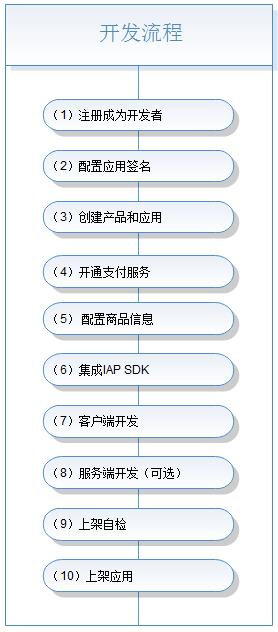 开发流程
（1）注册成为开发者
（2）配置应用签名
（3）创建产品和应用
（4）开通支付服务
（5） 配置商品信息
（6）集成IAP SDK
（7）客户端开发
（8）服务端开发（可选）
（9）上架自检
（10）上架应用